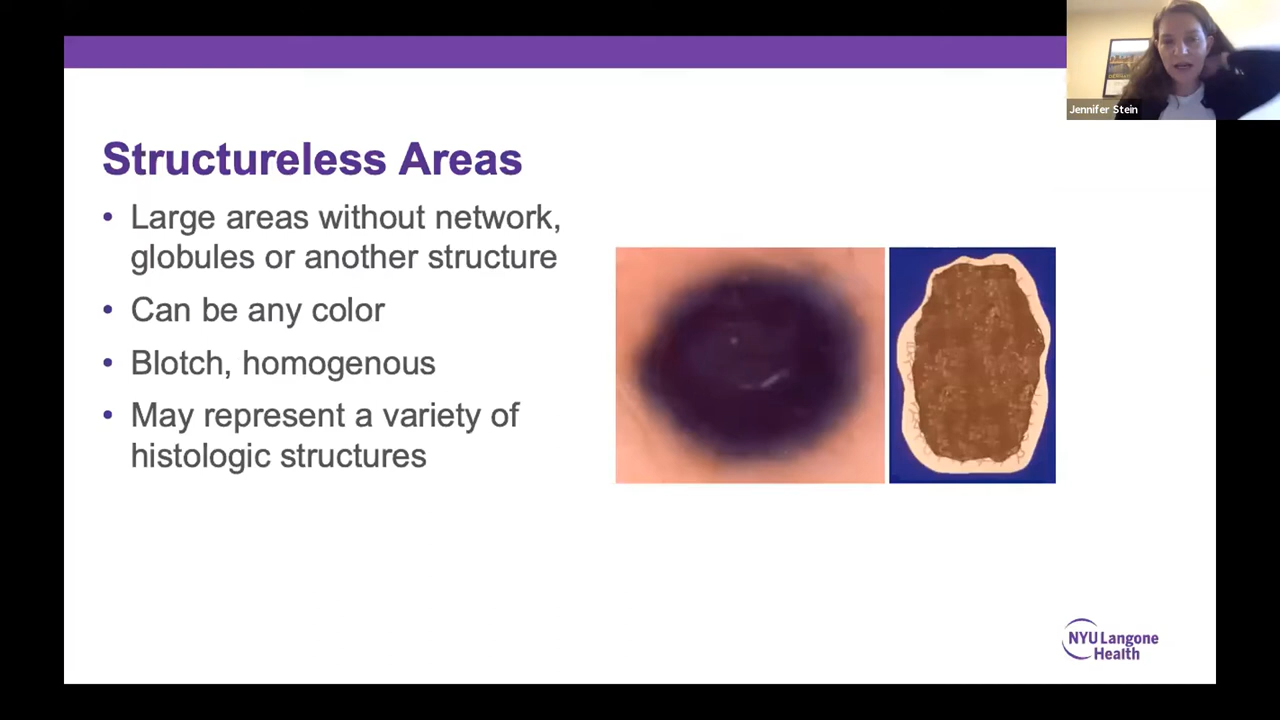 Jennifer Stein
Structureless Areas
• Large areas without network,
globules or another structure
• Can be any color
• Blotch, homogenous
• May represent a variety of
histologic structures
NYU Langone
Health